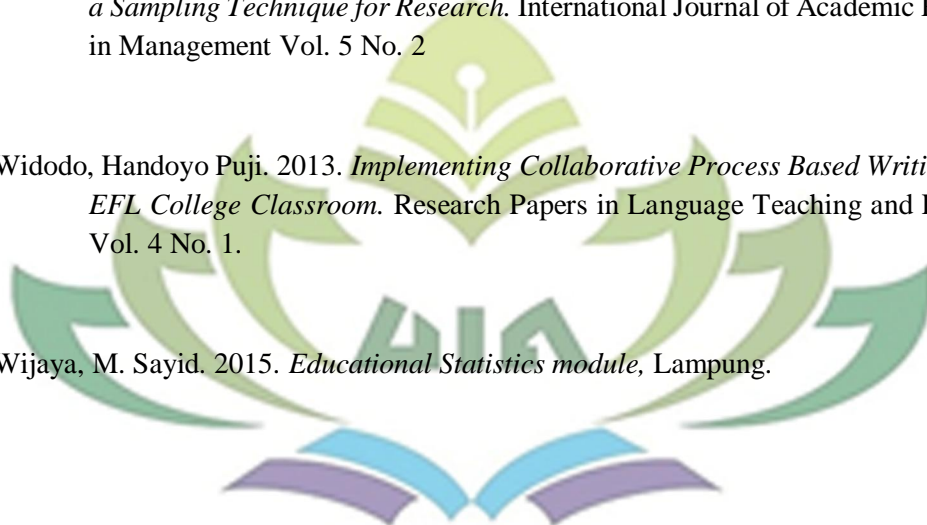 a Sampling Technique for Research. International Journal of Academic
in Management Vol. 5 No. 2
Widodo, Handoyo Puji. 2013. Implementing Collaborative Process Based
EFL College Classroom. Research Papers in Language Teaching and
Vol. 4 No. 1.
Wijaya, M. Sayid. 2015. Educational Statistics module, Lampung.